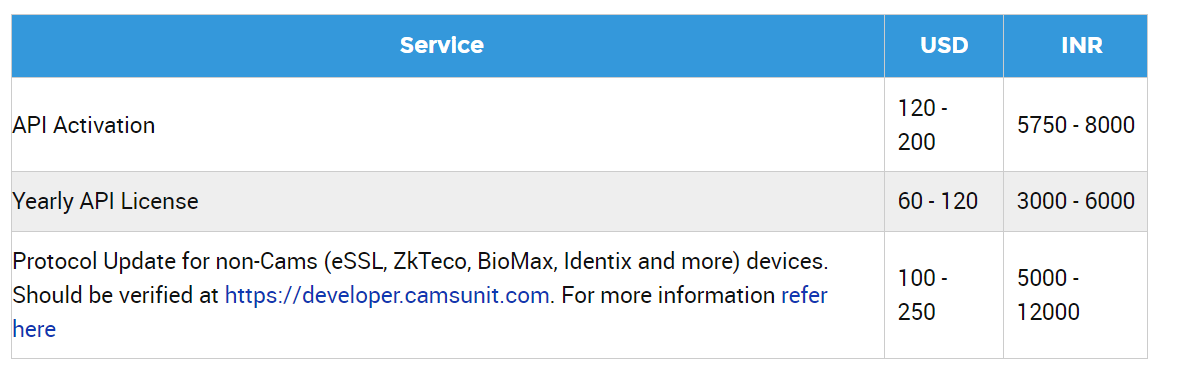 Service USD INR
API Activation 120 - 200 5750 - 8000
Yearly API License 60 - 120 3000 - 6000
Protocol Update for non-Cams (eSSL, ZkTeco, BioMax, Identix and more) devices.
Should be verified at https://developer.camsunit.com. For more information refer
here
100 -
250
5000 -
12000